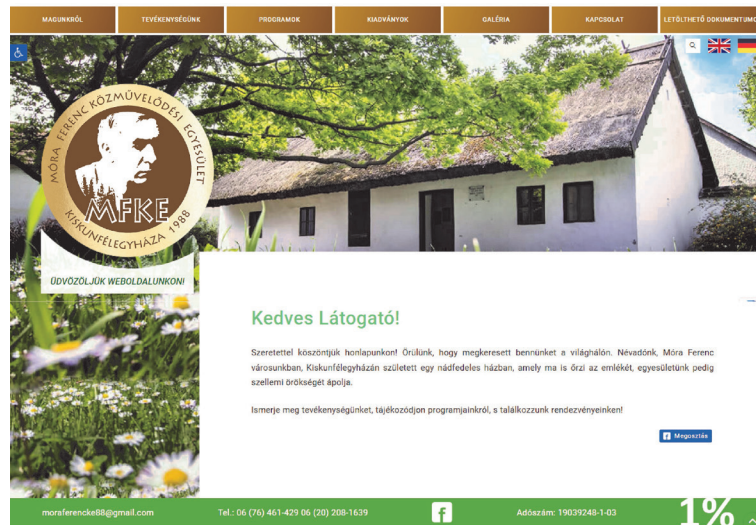 MAGUNKRÓL TEVÉKENYSÉGÜNK PROGRAMOK KIADVÁNYOK GALÉRIA KAPCSOLAT LETÖLTHETŐ DOKUMENTUMO
MÓRA FERENC KÖZMŰVELŐDÉSI EGYESÜLET
MFKE
KISKUNFÉLEGYHÁZA 1988
ÜDVÖZÖLJÜK WEBOLDALUNKON!
Kedves Látogató!
Szeretettel köszöntjük honlapunkon! Örülünk, hogy megkeresett bennünket a világhálón. Névadónk, Móra Ferenc
városunkban, Kiskunfélegyházán született egy nádfedeles házban, amely ma is őrzi az emlékét, egyesületünk pedig
szellemi örökségét ápolja.
Ismerje meg tevékenységünket, tájékozódjon programjainkról, s találkozzunk rendezvényeinken!
Megosztás
moraferencke88@gmail.com Tel.: 06 (76) 461-429 06 (20) 208-1639 Adószám: 19039248-1-03 1%